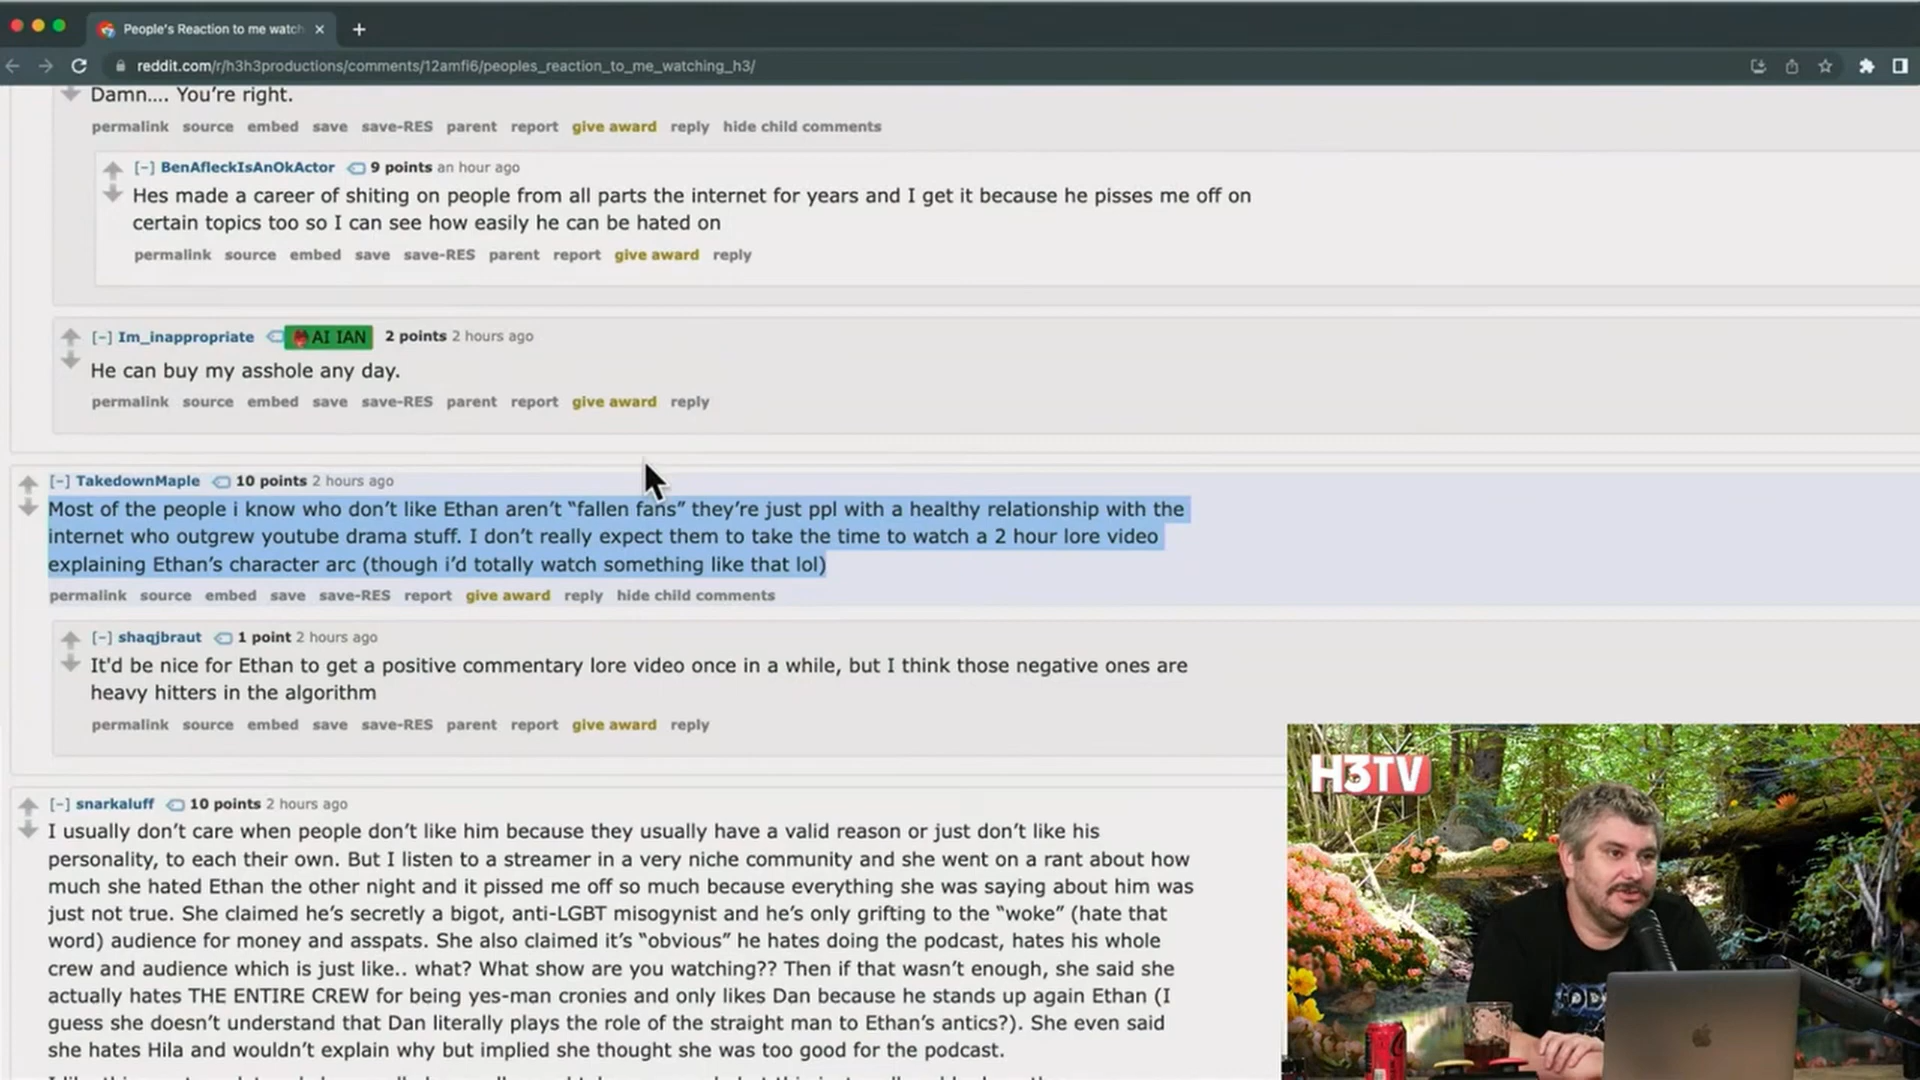 People's Reaction to me watch
reddit.com/r/h3h3productions/comments/12amfi6/peoples_reaction_to_me_watching_h3/
Damn.... You're right.
permalink source embed save save-RES parent report give award reply hide child comments
[-] BenAfleckIsAnOkActor 9 points an hour ago
Hes made a career of shiting on people from all parts the internet for years and I get it because he pisses me off on
certain topics too so I can see how easily he can be hated on
permalink source embed save save-RES parent report give award reply
[-] Im_inappropriate AI IAN 2 points 2 hours ago
He can buy my asshole any day.
permalink source embed save save-RES parent report give award reply
[-] TakedownMaple 10 points 2 hours ago
Most of the people i know who don't like Ethan aren't “fallen fans” they're just ppl with a healthy relationship with the
internet who outgrew youtube drama stuff. I don't really expect them to take the time to watch a 2 hour lore video
explaining Ethan's character arc (though i'd totally watch something like that lol)
permalink source embed save save-RES report give award reply hide child comments
[-] shaqjbraut 1 point 2 hours ago
It'd be nice for Ethan to get a positive commentary lore video once in a while, but I think those negative ones are
heavy hitters in the algorithm
permalink source embed save save-RES parent report give award reply
[-] snarkaluff 10 points 2 hours ago
I usually don't care when people don't like him because they usually have a valid reason or just don't like his
personality, to each their own. But I listen to a streamer in a very niche community and she went on a rant about how
much she hated Ethan the other night and it pissed me off so much because everything she was saying about him was
just not true. She claimed he's secretly a bigot, anti-LGBT misogynist and he's only grifting to the “woke” (hate that
word) audience for money and asspats. She also claimed it's “obvious” he hates doing the podcast, hates his whole
crew and audience which is just like.. what? What show are you watching?? Then if that wasn't enough, she said she
actually hates THE ENTIRE CREW for being yes-man cronies and only likes Dan because he stands up again Ethan (I
guess she doesn't understand that Dan literally plays the role of the straight man to Ethan's antics?). She even said
she hates Hila and wouldn't explain why but implied she thought she was too good for the podcast.
H3TV